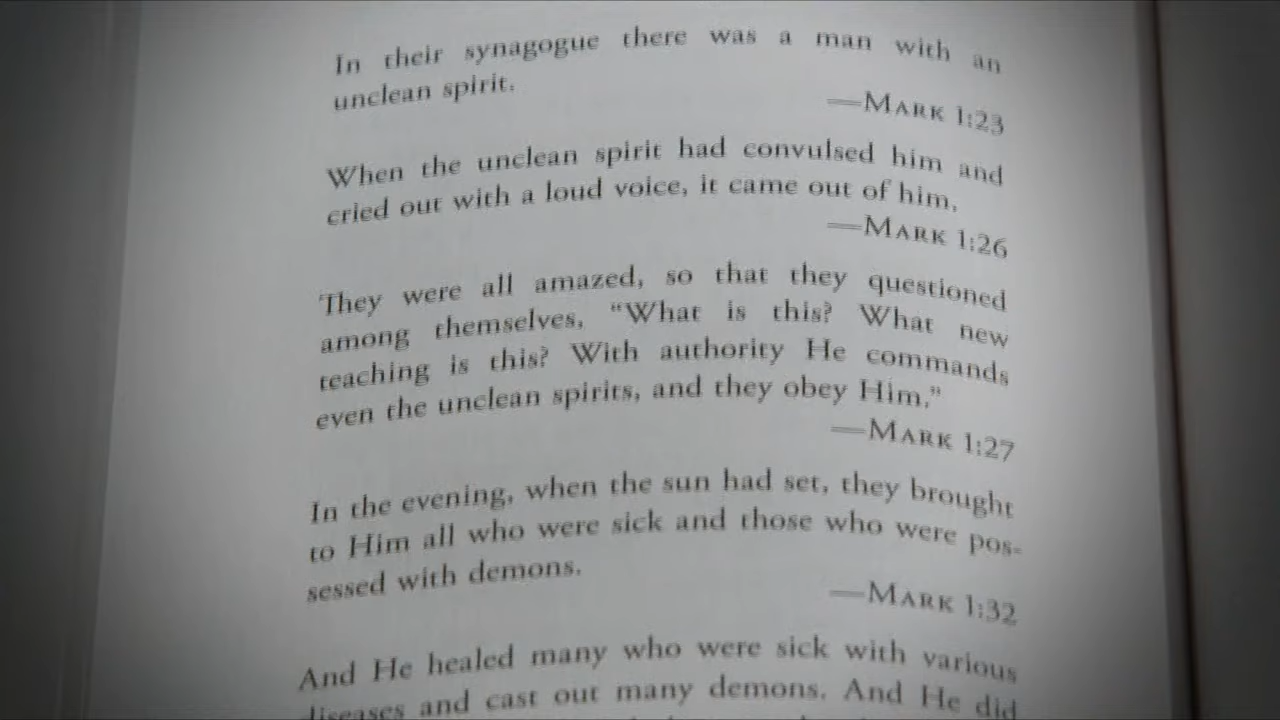 In their synagogue there was a man with an
unclean spirit.
—Mark 1:23
When the unclean spirit had convulsed him and
cried out with a loud voice, it came out of him.
—Mark 1:26
They were all amazed, so that they questioned
among themselves, “What is this? What new
teaching is this? With authority He commands
even the unclean spirits, and they obey Him.”
—Mark 1:27
In the evening, when the sun had set, they brought
to Him all who were sick and those who were pos-
sessed with demons.
—Mark 1:32
And He healed many who were sick with various
diseases and cast out many demons. And He did